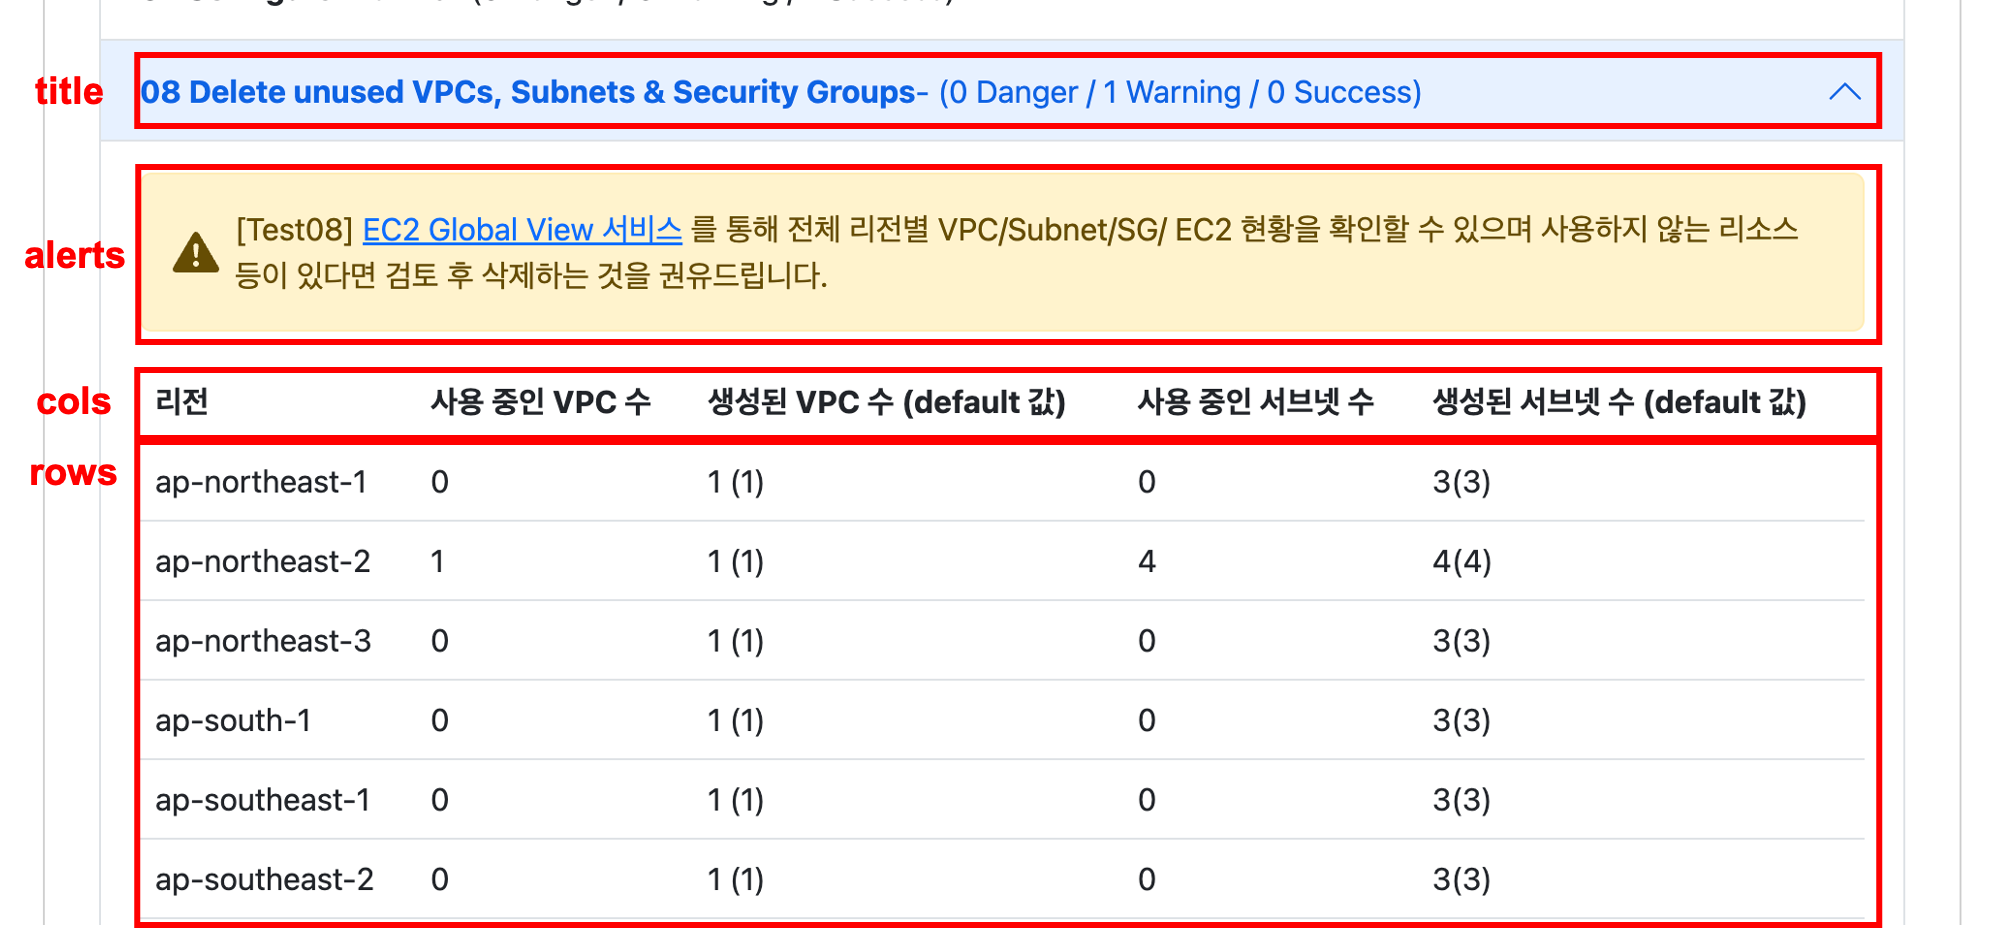 title
08 Delete unused VPCs, Subnets & Security Groups- (0 Danger / 1 Warning / 0 Success)
alerts
[Test08] EC2 Global View 서비스 를 통해 전체 리전별 VPC/Subnet/SG/ EC2 현황을 확인할 수 있으며 사용하지 않는 리소스
등이 있다면 검토 후 삭제하는 것을 권유드립니다.
cols
리전 사용 중인 VPC 수 생성된 VPC 수 (default 값) 사용 중인 서브넷 수 생성된 서브넷 수 (default 값)
rows
ap-northeast-1 0 1 (1) 0 3(3)
ap-northeast-2 1 1 (1) 4 4(4)
ap-northeast-3 0 1 (1) 0 3(3)
ap-south-1 0 1 (1) 0 3(3)
ap-southeast-1 0 1 (1) 0 3(3)
ap-southeast-2 0 1 (1) 0 3(3)